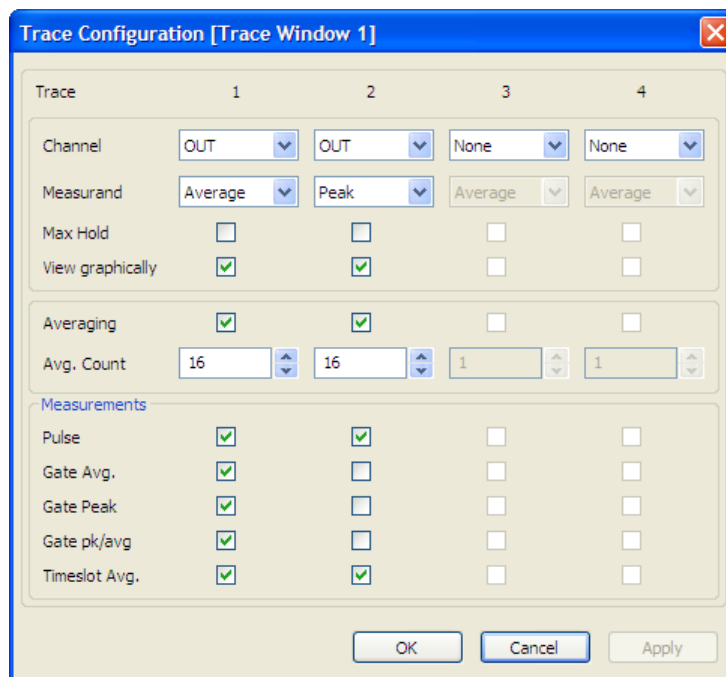 Trace Configuration [Trace Window 1]
Trace 1 2 3 4
Channel OUT OUT None None
Measurand Average Peak Average Average
Max Hold
View graphically
Averaging
Avg. Count 16 16 1 1
Measurements
Pulse
Gate Avg.
Gate Peak
Gate pk/avg
Timeslot Avg.
OK Cancel Apply